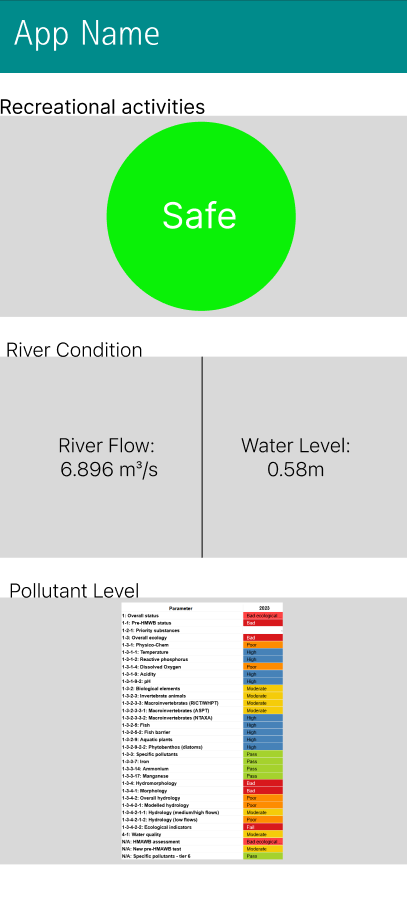 App Name
Recreational activities
Safe
River Condition
River Flow:
6.896 m³/s
Water Level:
0.58m
Pollutant Level
Parameter 2023
1: Overall status Bad ecological
1-1: Pre-HMWB status Bad
1-2-1: Priority substances
1-3: Overall ecology Bad
1-3-1: Physico-Chem Poor
1-3-1-1: Temperature High
1-3-1-2: Reactive phosphorus High
1-3-1-4: Dissolved Oxygen Poor
1-3-1-8: Acidity High
1-3-1-8-2: pH High
1-3-2: Biological elements Moderate
1-3-2-3: Invertebrate animals Moderate
1-3-2-3-3: Macroinvertebrates (RICT/WHPT) Moderate
1-3-2-3-3-1: Macroinvertebrates (ASPT) Moderate
1-3-2-3-3-2: Macroinvertebrates (NTAXA) High
1-3-2-5: Fish High
1-3-2-5-2: Fish barrier High
1-3-2-9: Aquatic plants High
1-3-2-9-2-2: Phytobenthos (diatoms) High
1-3-3: Specific pollutants Pass
1-3-3-7: Iron Pass
1-3-3-14: Ammonium Pass
1-3-3-17: Manganese Pass
1-3-4: Hydromorphology Bad
1-3-4-1: Morphology Bad
1-3-4-2: Overall hydrology Poor
1-3-4-2-1: Modelled hydrology Poor
1-3-4-2-1-1: Hydrology (medium/high flows) Moderate
1-3-4-2-1-2: Hydrology (low flows) Poor
1-3-4-2-2: Ecological indicators Fail
4-1: Water quality Moderate
N/A: HMAWB assessment Bad ecological
N/A: New pre-HMAWB test Moderate
N/A: Specific pollutants - tier 6 Pass